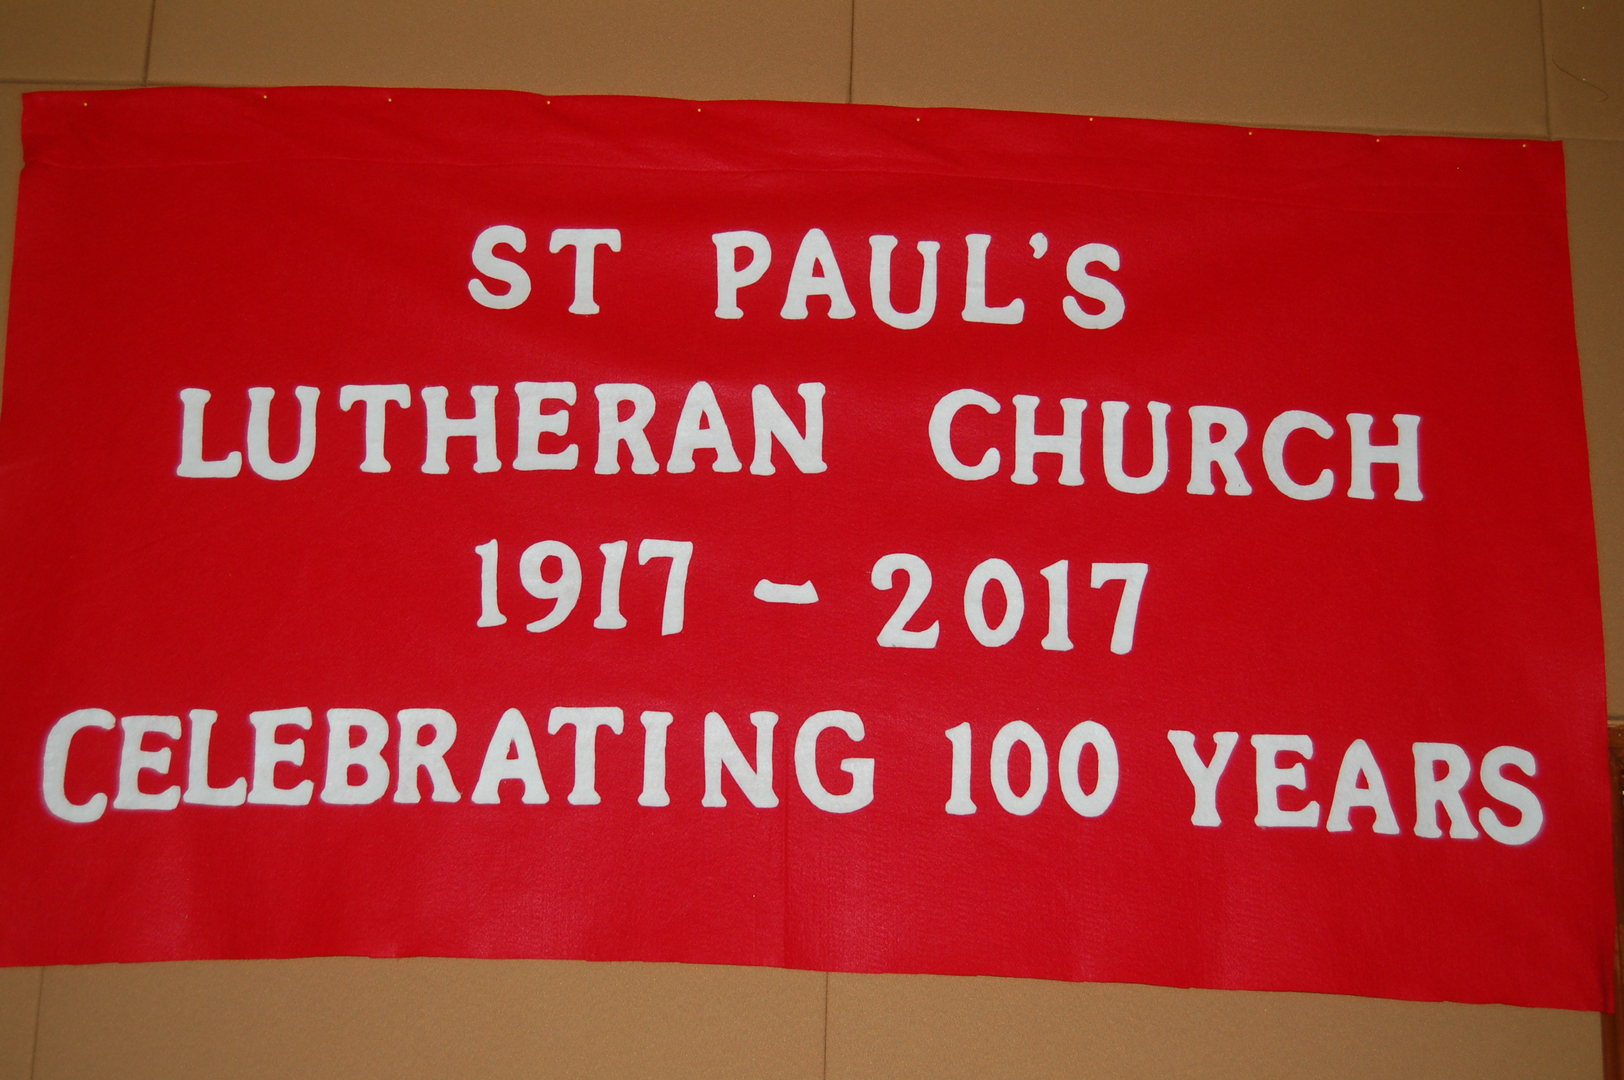 ST PAUL'S
LUTHERAN CHURCH
1917 - 2017
CELEBRATING 100 YEARS